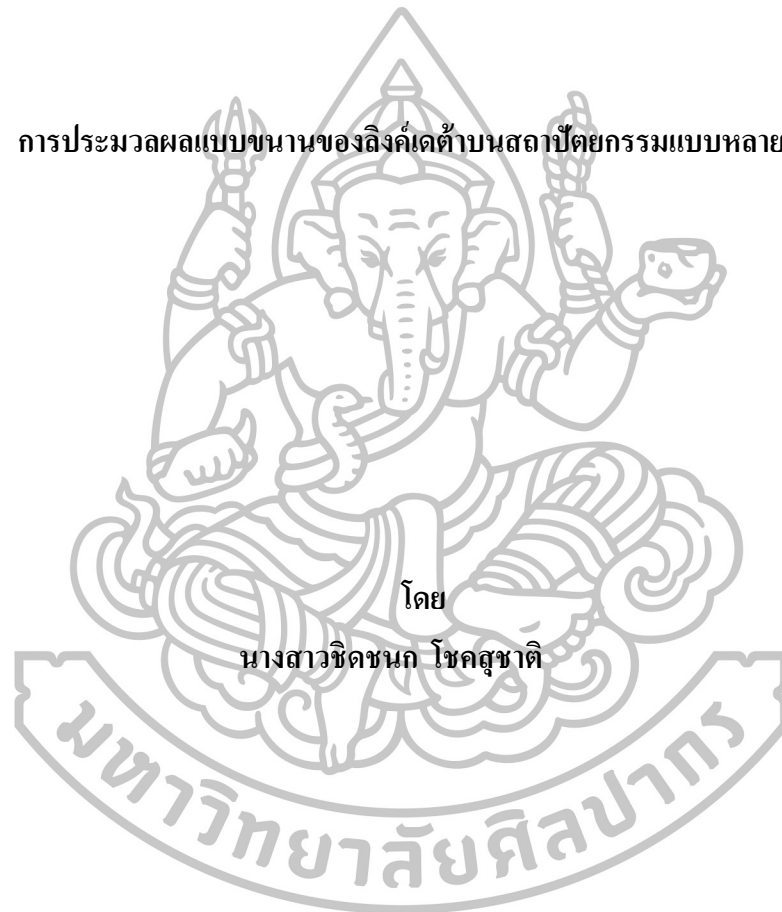 การประมวลผลแบบขนานของลิงค์เดต้าบนสถาปัตยกรรมแบบหลาย
โดย
นางสาวชิดชนก โชคสุชาติ
มหาวิทยาลัยศิลปากร